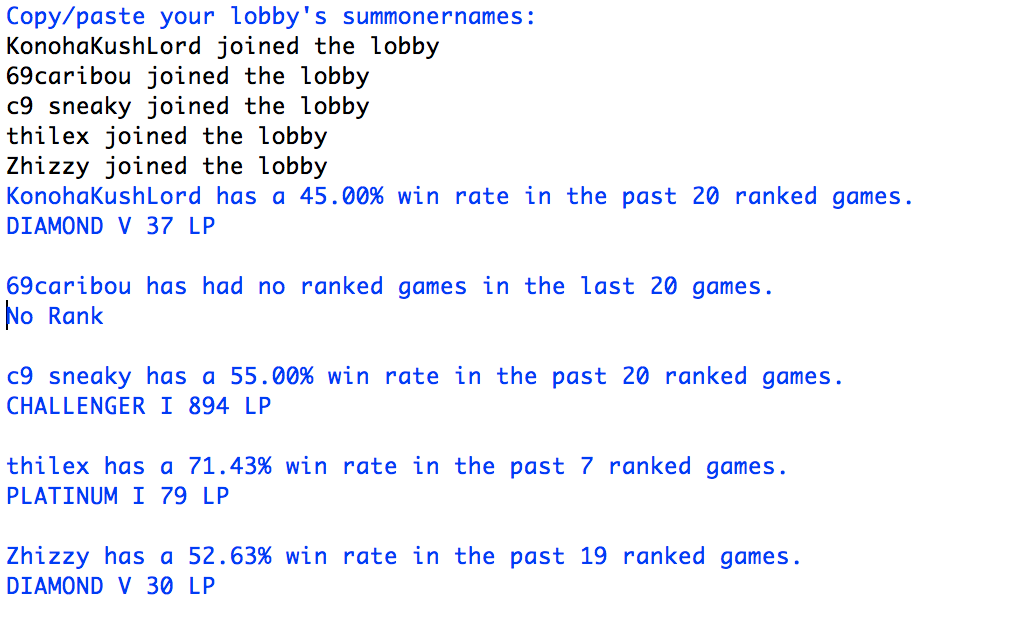 Copy/paste your lobby's summonernames:
KonohaKushLord joined the lobby
69caribou joined the lobby
c9 sneaky joined the lobby
thilex joined the lobby
Zhizzy joined the lobby
KonohaKushLord has a 45.00% win rate in the past 20 ranked games.
DIAMOND V 37 LP
69caribou has had no ranked games in the last 20 games.
No Rank
c9 sneaky has a 55.00% win rate in the past 20 ranked games.
CHALLENGER I 894 LP
thilex has a 71.43% win rate in the past 7 ranked games.
PLATINUM I 79 LP
Zhizzy has a 52.63% win rate in the past 19 ranked games.
DIAMOND V 30 LP